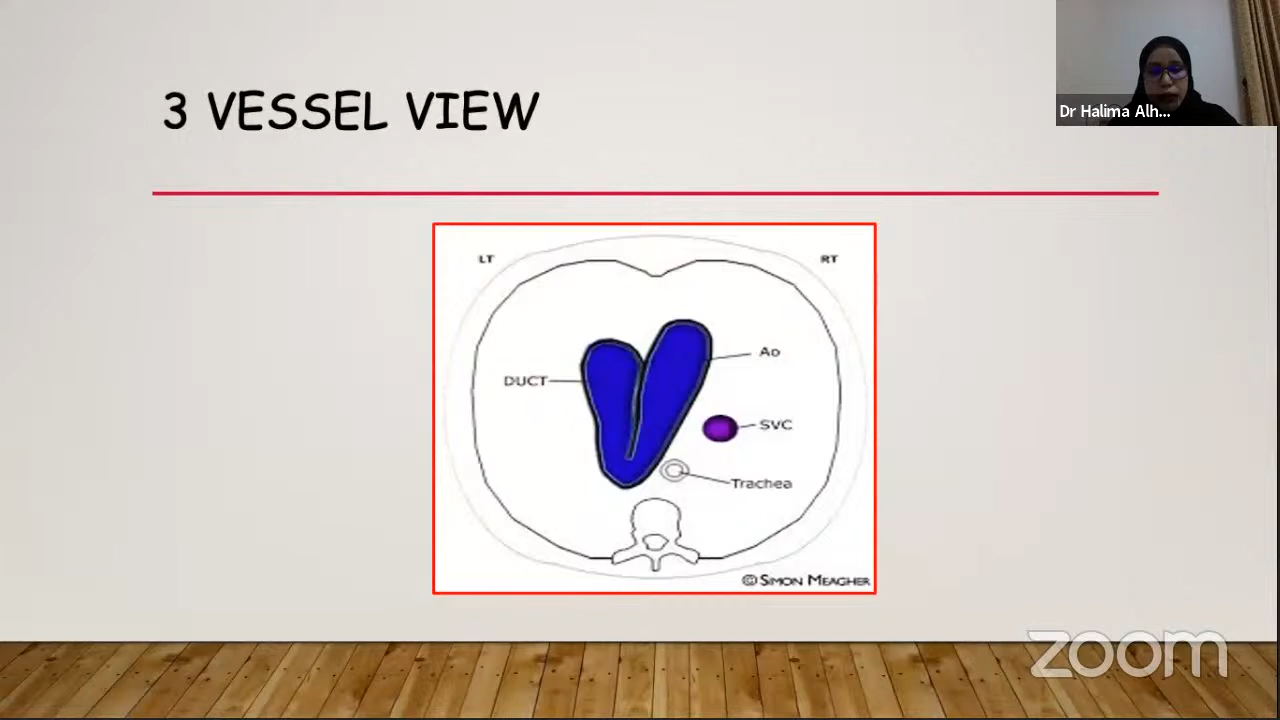 3 VESSEL VIEW
Dr Halima Alh...
LT
RT
Ao
DUCT
SVC
Trachea
© SIMON MEAGHER
zoom